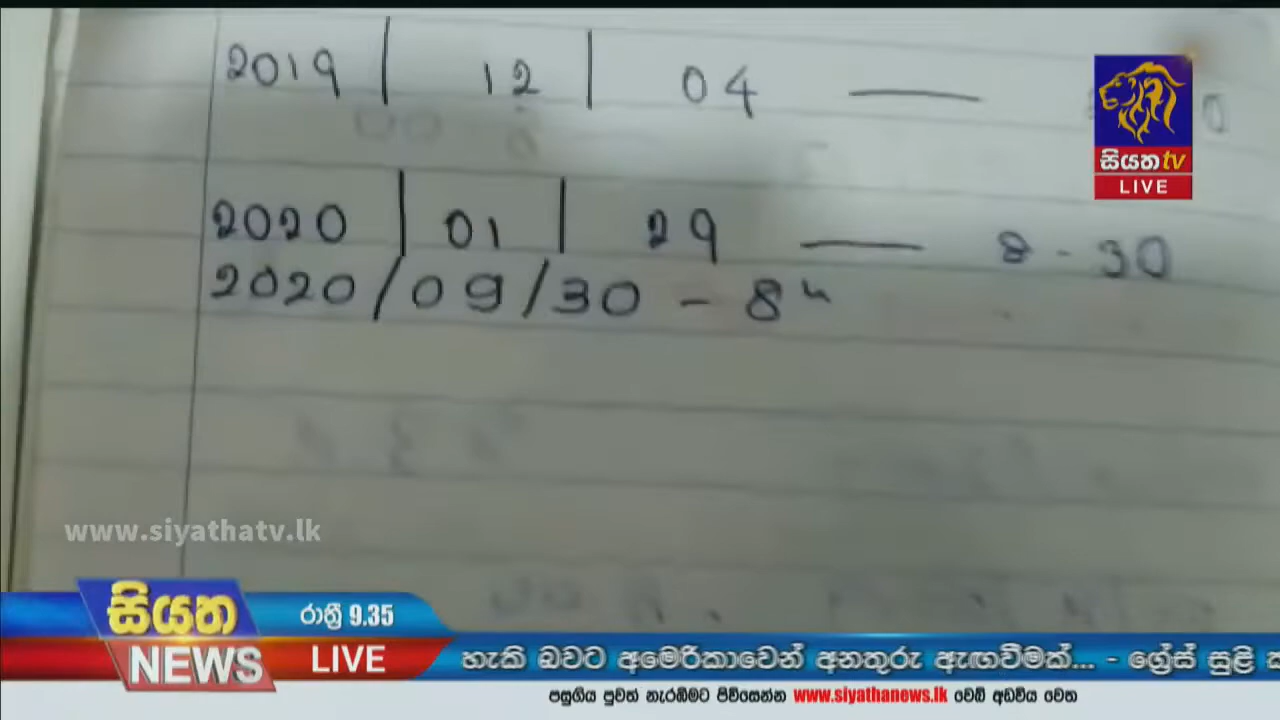 2019 | 12 | 04 —
සියත tv
LIVE
2020 | 01 | 29 — 8 - 30
2020/09/30 - 8
www.siyathatv.lk
සියත
NEWS
රාත්‍රී 9.35
LIVE
හැකි බවට අමෙරිකාවෙන් අනතුරු ඇඟවීමක්... - ග්‍රේස් සුළි
පසුගිය පුවත් නැරඹීමට පිවිසෙන්න www.siyathanews.lk වෙබ් අඩවිය වෙත